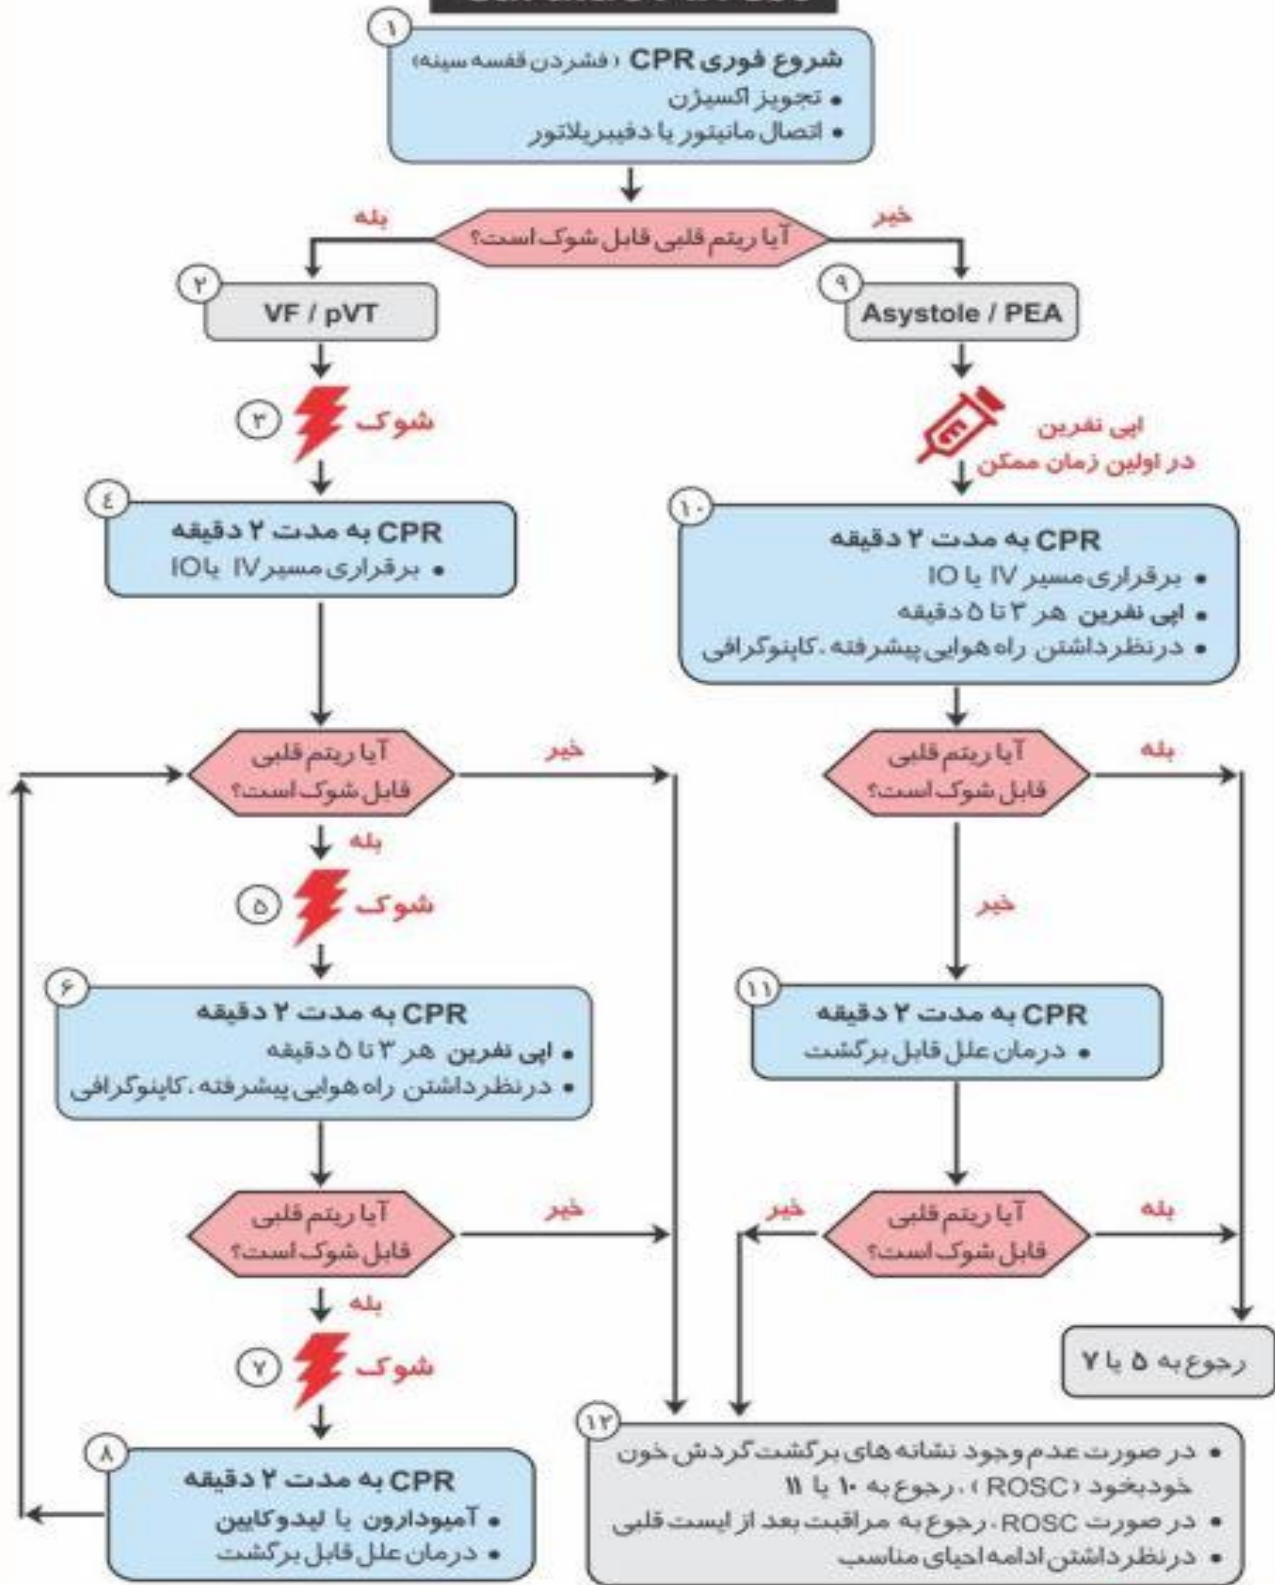 ۱
شروع فوری CPR (فشردن قفسه سینه)
• تجویز اکسیژن
• اتصال مانیتور یا دفیبریلاتور
آیا ریتم قلبی قابل شوک است؟
بله
خیر
۲
VF / pVT
۳
شوک
۴
CPR به مدت ۲ دقیقه
• برقراری مسیر IV یا IO
آیا ریتم قلبی
قابل شوک است؟
خیر
بله
۵
شوک
۶
CPR به مدت ۲ دقیقه
• اپی نفرین هر ۳ تا ۵ دقیقه
• درنظرداشتن راه هوایی پیشرفته، کاپنوگرافی
آیا ریتم قلبی
قابل شوک است؟
خیر
بله
۷
شوک
۸
CPR به مدت ۲ دقیقه
• آمیودارون یا لیدوکایین
• درمان علل قابل برگشت
۹
Asystole / PEA
اپی نفرین
در اولین زمان ممکن
۱۰
CPR به مدت ۲ دقیقه
• برقراری مسیر IV یا IO
• اپی نفرین هر ۳ تا ۵ دقیقه
• درنظرداشتن راه هوایی پیشرفته، کاپنوگرافی
آیا ریتم قلبی
قابل شوک است؟
بله
خیر
۱۱
CPR به مدت ۲ دقیقه
• درمان علل قابل برگشت
آیا ریتم قلبی
قابل شوک است؟
بله
خیر
رجوع به ۵ یا ۷
۱۲
• در صورت عدم وجود نشانه های برگشت گردش خون
خودبخود (ROSC)، رجوع به ۱۰ یا ۱۱
• در صورت ROSC، رجوع به مراقبت بعد از ایست قلبی
• درنظرداشتن ادامه احیای مناسب